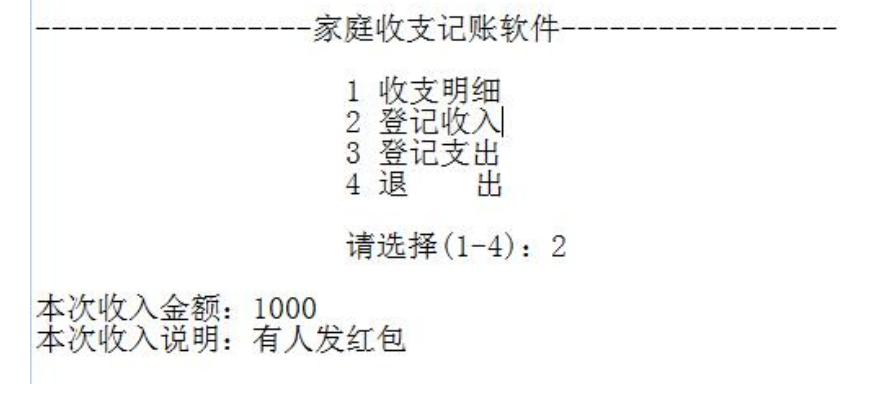 -----------------家庭收支记账软件-----------------
1 收支明细
2 登记收入
3 登记支出
4 退 出
请选择(1-4)：2
本次收入金额：1000
本次收入说明：有人发红包